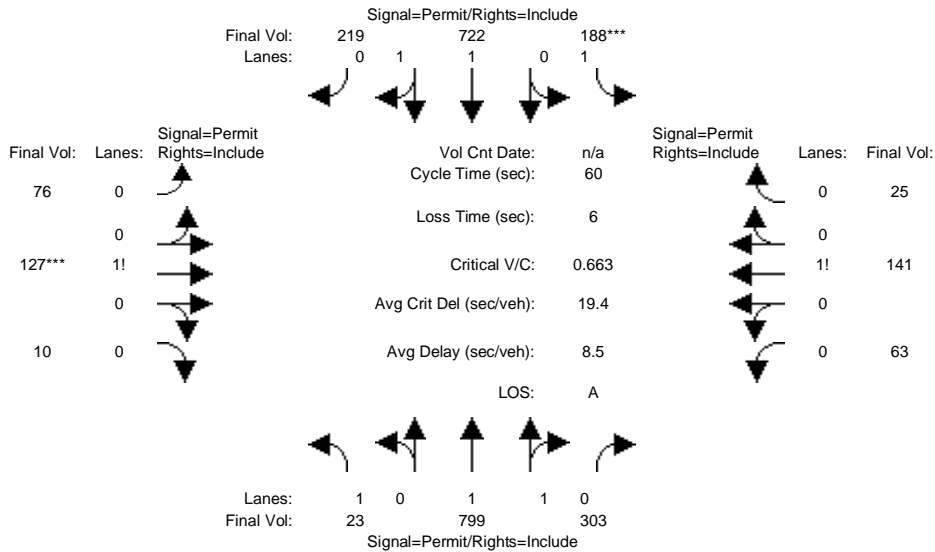 Signal=Permit/Rights=Include
Final Vol: 219 722 188***
Lanes: 0 1 1 0 1
Signal=Permit Signal=Permit
Final Vol: Lanes: Rights=Include Vol Cnt Date: n/a Rights=Include Lanes: Final Vol:
Cycle Time (sec): 60
76 0 0 25
Loss Time (sec): 6
0 0
127*** 1! Critical V/C: 0.663 1! 141
0 Avg Crit Del (sec/veh): 19.4 0
10 0 Avg Delay (sec/veh): 8.5 0 63
LOS: A
Lanes: 1 0 1 1 0
Final Vol: 23 799 303
Signal=Permit/Rights=Include